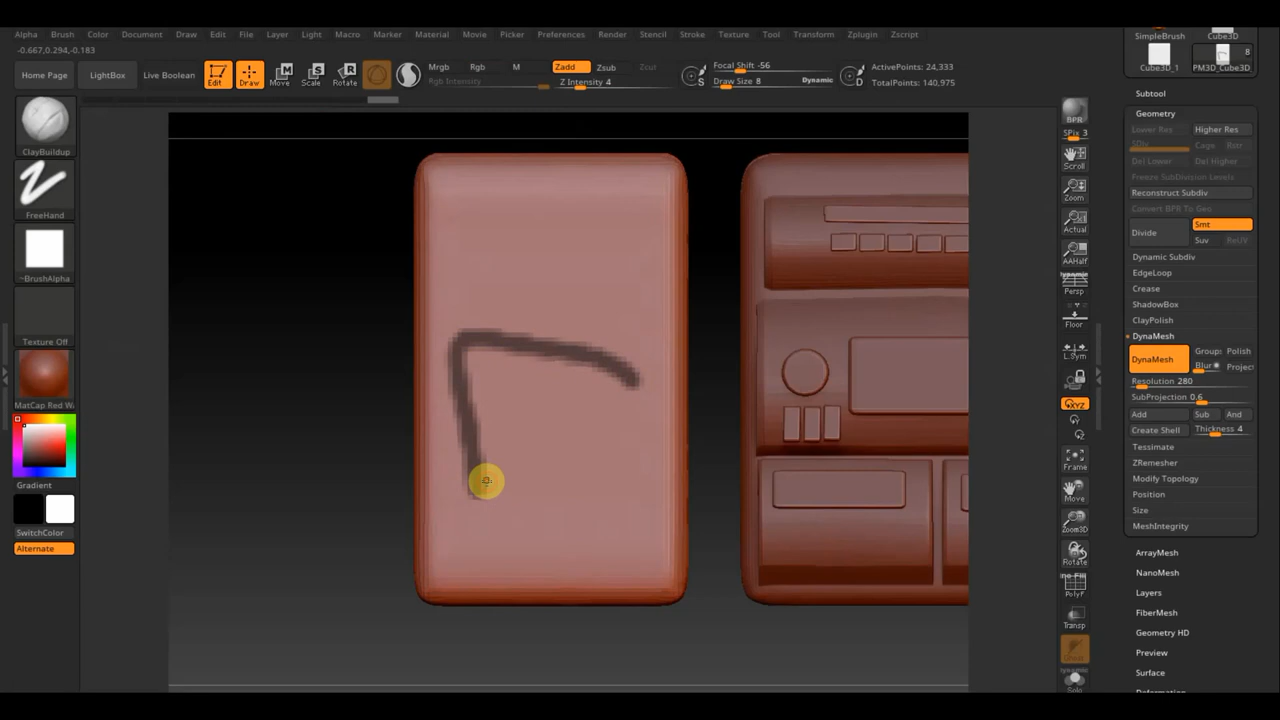 Alpha Brush Color Document Draw Edit File Layer Light Macro Marker Material Movie Picker Preferences Render Stencil Stroke Texture Tool Transform Zplugin Zscript
-0.667,0.294,-0.183
Home Page LightBox Live Boolean Edit Draw Move Scale Rotate
Mrgb Rgb M Zadd Zsub Zcut
Rgb Intensity Z Intensity 4
Focal Shift -56
Draw Size 8 Dynamic
S D
ActivePoints: 24,333
TotalPoints: 140,975
ClayBuildup
FreeHand
~BrushAlpha
Texture Off
MatCap Red Wa
Gradient
SwitchColor
Alternate
BPR
SPix 3
Scroll
Zoom
Actual
AAHalf
dynamic
Persp
Floor
L.Sym
XYZ
Y
Z
Frame
Move
Zoom3D
Rotate
PolyF
Transp
Ghost
dynamic
Solo
SimpleBrush Cube3D
8
Cube3D_1 PM3D_Cube3D
Subtool
Geometry
Lower Res Higher Res
SDiv Cage Rstr
Del Lower Del Higher
Freeze SubDivision Levels
Reconstruct Subdiv
Convert BPR To Geo
Divide Smt
Suv ReUV
Dynamic Subdiv
EdgeLoop
Crease
ShadowBox
ClayPolish
DynaMesh
DynaMesh Groups Polish
Blur Project
Resolution 280
SubProjection 0.6
Add Sub And
Create Shell Thickness 4
Tessimate
ZRemesher
Modify Topology
Position
Size
MeshIntegrity
ArrayMesh
NanoMesh
Layers
FiberMesh
Geometry HD
Preview
Surface
Deformation